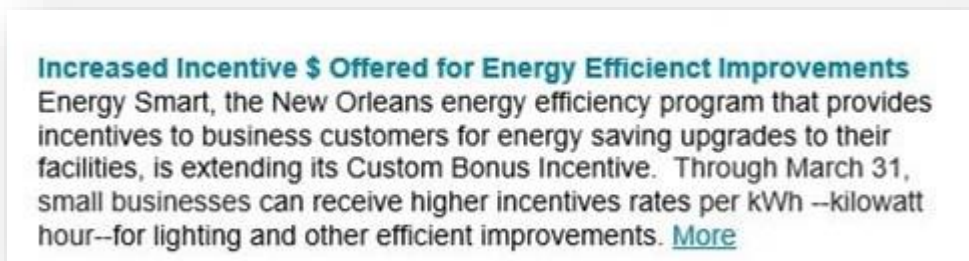 Increased Incentive $ Offered for Energy Efficienct Improvements
Energy Smart, the New Orleans energy efficiency program that provides
incentives to business customers for energy saving upgrades to their
facilities, is extending its Custom Bonus Incentive.  Through March 31,
small businesses can receive higher incentives rates per kWh --kilowatt
hour--for lighting and other efficient improvements. More